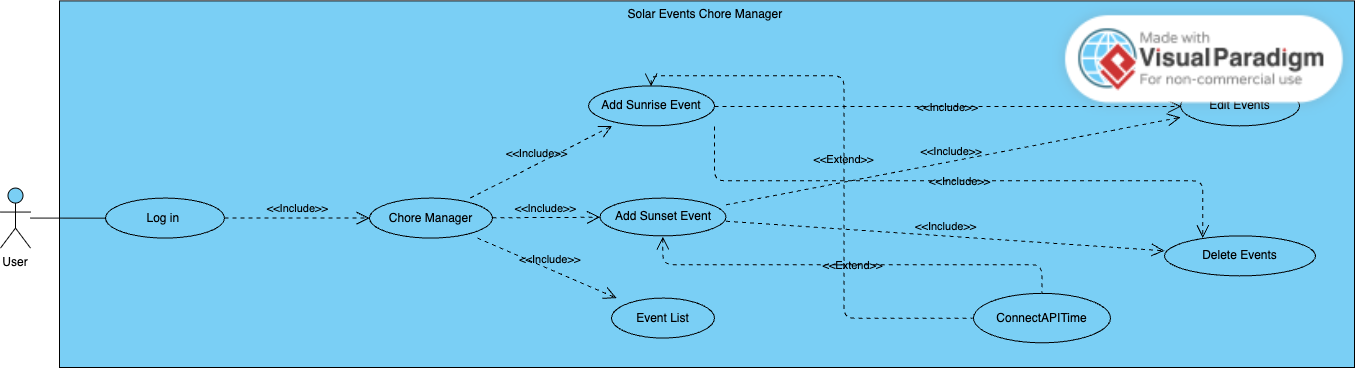 Solar Events Chore Manager
Made with
Visual Paradigm
For non-commercial use
Add Sunrise Event
<<Include>>
Edit Events
<<Include>>
<<Extend>>
<<Include>>
<<Include>>
Log in
<<Include>>
Chore Manager
<<Include>>
Add Sunset Event
<<Include>>
User
<<Include>>
<<Extend>>
Delete Events
Event List
ConnectAPITime